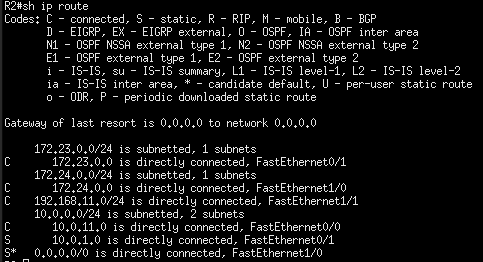 R2#sh ip route
Codes: C - connected, S - static, R - RIP, M - mobile, B - BGP
       D - EIGRP, EX - EIGRP external, O - OSPF, IA - OSPF inter area
       N1 - OSPF NSSA external type 1, N2 - OSPF NSSA external type 2
       E1 - OSPF external type 1, E2 - OSPF external type 2
       i - IS-IS, su - IS-IS summary, L1 - IS-IS level-1, L2 - IS-IS level-2
       ia - IS-IS inter area, * - candidate default, U - per-user static route
       o - ODR, P - periodic downloaded static route
Gateway of last resort is 0.0.0.0 to network 0.0.0.0
     172.23.0.0/24 is subnetted, 1 subnets
C       172.23.0.0 is directly connected, FastEthernet0/1
     172.24.0.0/24 is subnetted, 1 subnets
C       172.24.0.0 is directly connected, FastEthernet1/0
C    192.168.11.0/24 is directly connected, FastEthernet1/1
     10.0.0.0/24 is subnetted, 2 subnets
C       10.0.11.0 is directly connected, FastEthernet0/0
S       10.0.1.0 is directly connected, FastEthernet0/1
S*   0.0.0.0/0 is directly connected, FastEthernet1/0